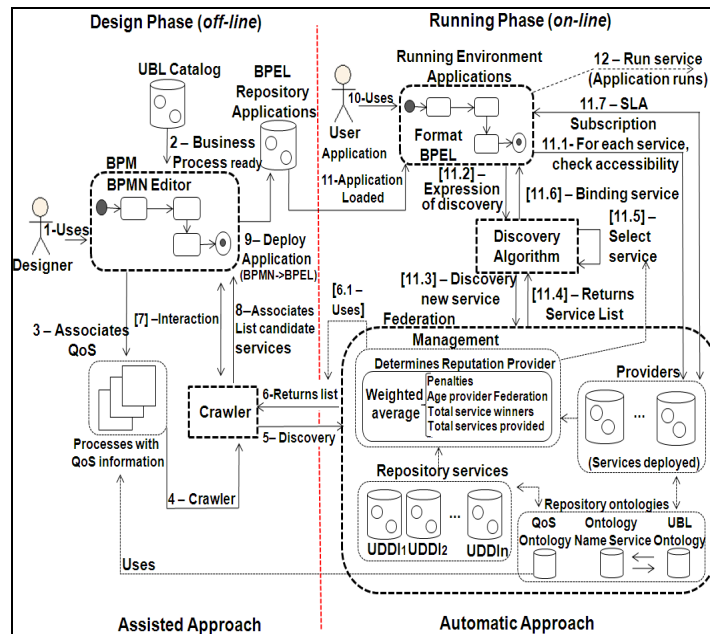 Design Phase (off-line)
Running Phase (on-line)
UBL Catalog
BPEL
Repository
Applications
2 – Business
Process ready
BPM
BPMN Editor
1-Uses
Designer
9– Deploy
Application
(BPMN->BPEL)
3 – Associates
QoS
[7] –Interaction
8–Associates
List candidate
services
Processes with
QoS information
Crawler
4 – Crawler
6-Returns list
5 – Discovery
Uses
Assisted Approach
10-Uses
User
Application
Running Environment
Applications
Format
BPEL
11-Application
Loaded
12 – Run service
(Application runs)
11.7 – SLA
Subscription
11.1- For each service,
check accessibility
[11.2] –
Expression
of discovery
[11.6] – Binding service
[11.5] –
Select
service
Discovery
Algorithm
[11.3] – Discovery
new service
[11.4] – Returns
Service List
[6.1 –
Uses]
Federation
Management
Determines Reputation Provider
Weighted
average
Penalties
Age provider Federation
Total service winners
Total services provided
Providers
...
(Services deployed)
Repository services
...
UDDI1 UDDI2 UDDIn
Repository ontologies
QoS
Ontology
Ontology
Name Service
UBL
Ontology
Automatic Approach